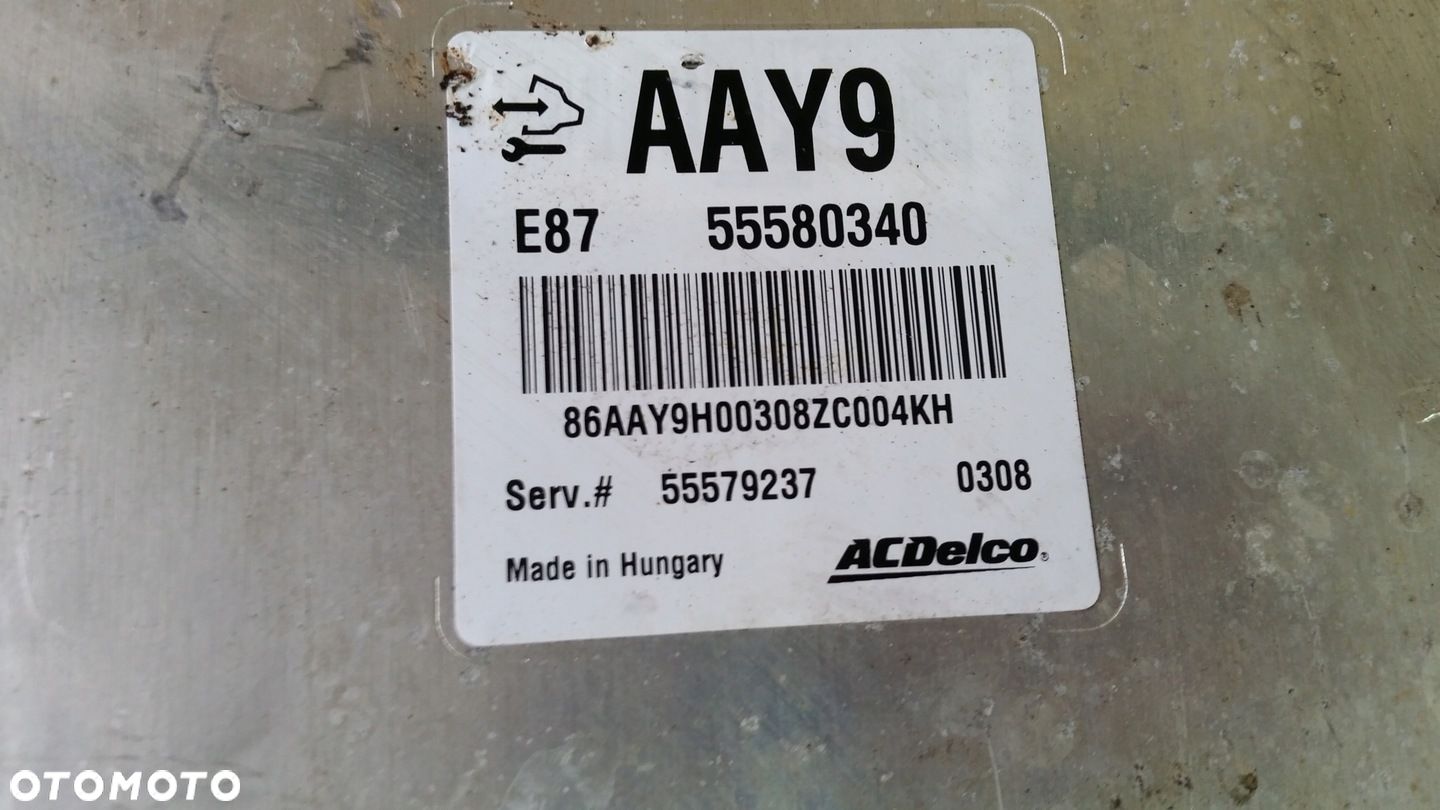 AAY9
E87 55580340
86AAY9H00308ZC004KH
Serv.# 55579237 0308
Made in Hungary ACDelco®
OTOMOTO